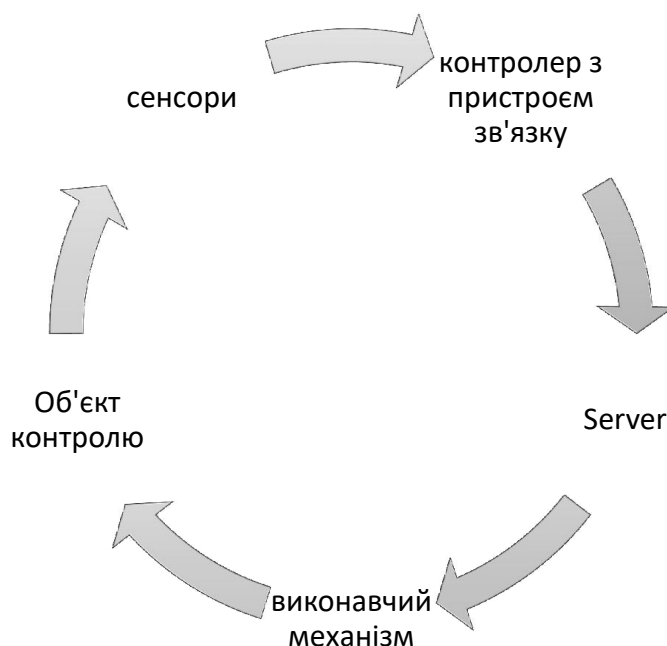 сенсори
контролер з
пристроєм
зв'язку
Server
виконавчий
механізм
Об'єкт
контролю